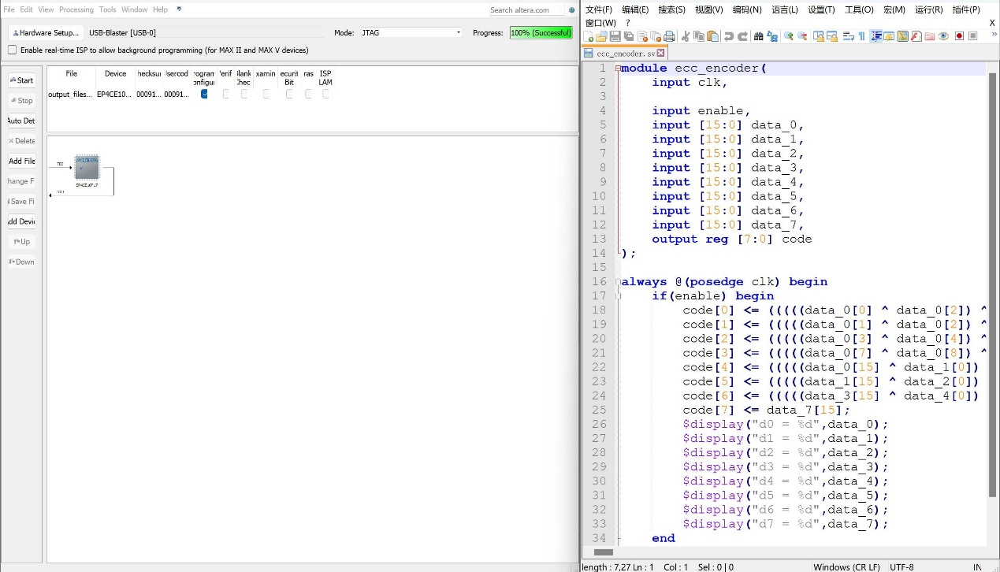 File Edit View Processing Tools Window Help
Search altera.com
Hardware Setup... USB-Blaster [USB-0] Mode: JTAG Progress: 100% (Successful)
Enable real-time ISP to allow background programming (for MAX II and MAX V devices)
Start
Stop
Auto Det
Delete
Add File
hange F
Save Fi
dd Devic
Up
Down
File Device hecksu sercod rogram onfigur erif lank Chec xamin ecurit Bit ras ISP LAM
output_files... EP4CE10... 00091... 00091...
TDI
EP4CE10F17
TDO
文件(F) 编辑(E) 搜索(S) 视图(V) 编码(N) 语言(L) 设置(T) 工具(O) 宏(M) 运行(R) 插件(P)
窗口(W) ? X
ecc_encoder.sv
1 module ecc_encoder(
2 input clk,
3
4 input enable,
5 input [15:0] data_0,
6 input [15:0] data_1,
7 input [15:0] data_2,
8 input [15:0] data_3,
9 input [15:0] data_4,
10 input [15:0] data_5,
11 input [15:0] data_6,
12 input [15:0] data_7,
13 output reg [7:0] code
14 );
15
16 always @(posedge clk) begin
17 if(enable) begin
18 code[0] <= (((((data_0[0] ^ data_0[2]) ^
19 code[1] <= (((((data_0[1] ^ data_0[2]) ^
20 code[2] <= (((((data_0[3] ^ data_0[4]) ^
21 code[3] <= (((((data_0[7] ^ data_0[8]) ^
22 code[4] <= (((((data_0[15] ^ data_1[0])
23 code[5] <= (((((data_1[15] ^ data_2[0])
24 code[6] <= (((((data_3[15] ^ data_4[0])
25 code[7] <= data_7[15];
26 $display("d0 = %d",data_0);
27 $display("d1 = %d",data_1);
28 $display("d2 = %d",data_2);
29 $display("d3 = %d",data_3);
30 $display("d4 = %d",data_4);
31 $display("d5 = %d",data_5);
32 $display("d6 = %d",data_6);
33 $display("d7 = %d",data_7);
34 end
length : 7,27 Ln : 1 Col : 1 Sel : 0 | 0 Windows (CR LF) UTF-8 IN